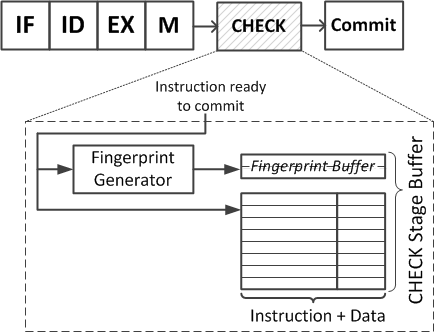 IF ID EX M CHECK Commit
Instruction ready
to commit
Fingerprint
Generator
Fingerprint Buffer
CHECK Stage Buffer
Instruction + Data